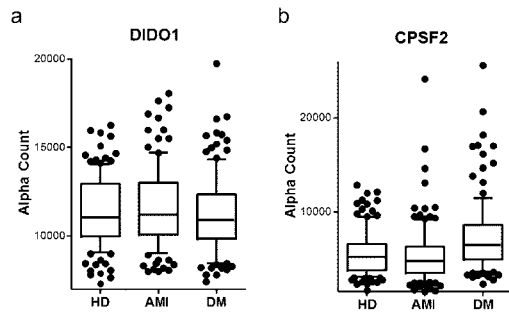 a
DIDO1
20000
15000
10000
Alpha Count
HD AMI DM
b
CPSF2
20000
10000
Alpha Count
HD AMI DM